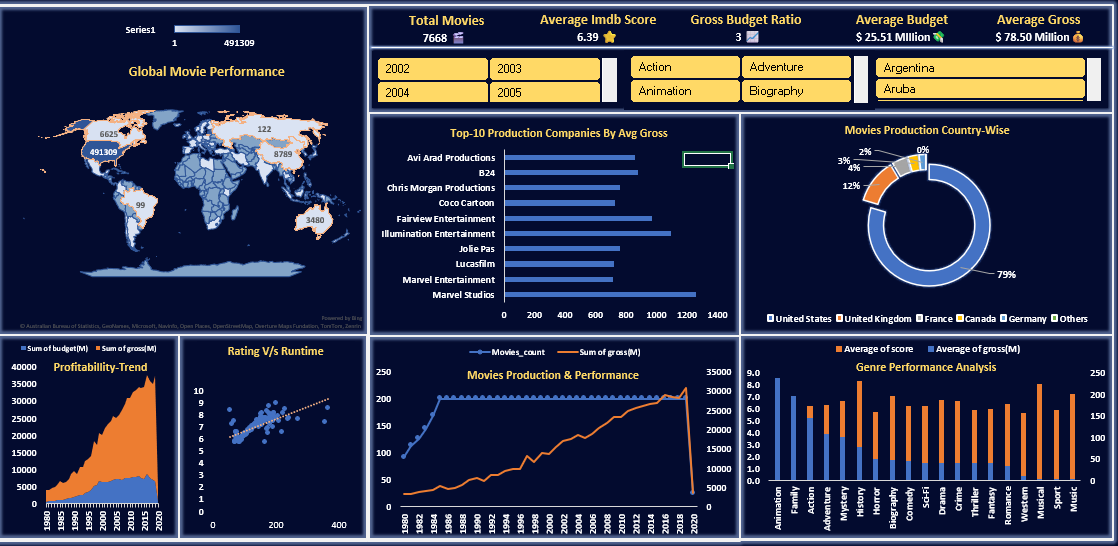 Series1
1 491309
Global Movie Performance
6625
491309
122
8789
99
3480
Powered by Bing
© Australian Bureau of Statistics, GeoNames, Microsoft, Navinfo, Open Places, OpenStreetMap, Overture Maps Fundation, TomTom, Zenrin
Total Movies
7668
Average Imdb Score
6.39
Gross Budget Ratio
3
Average Budget
$ 25.51 MIllion
Average Gross
$ 78.50 Million
2002 2003
2004 2005
Action Adventure
Animation Biography
Argentina
Aruba
Top-10 Production Companies By Avg Gross
Avi Arad Productions
B24
Chris Morgan Productions
Coco Cartoon
Fairview Entertainment
Illumination Entertainment
Jolie Pas
Lucasfilm
Marvel Entertainment
Marvel Studios
0 200 400 600 800 1000 1200 1400
Movies Production Country-Wise
0%
2%
3%
4%
12%
79%
United States United Kingdom France Canada Germany Others
Sum of budget(M) Sum of gross(M)
Profitabillity-Trend
40000
35000
30000
25000
20000
15000
10000
5000
0
1980 1985 1990 1995 2000 2005 2010 2015 2020
Rating V/s Runtime
10
9
8
7
6
5
4
3
2
1
0
0 200 400
Movies_count Sum of gross(M)
Movies Production & Performance
250 35000
200 30000
25000
150 20000
100 15000
10000
50 5000
0 0
1980 1982 1984 1986 1988 1990 1992 1994 1996 1998 2000 2002 2004 2006 2008 2010 2012 2014 2016 2018 2020
Average of score Average of gross(M)
Genre Performance Analysis
9.0 250
8.0
7.0 200
6.0
5.0 150
4.0 100
3.0
2.0 50
1.0
0.0 0
Animation Family Action Adventure Mystery History Horror Biography Comedy Sci-Fi Drama Crime Thriller Fantasy Romance Western Musical Sport Music